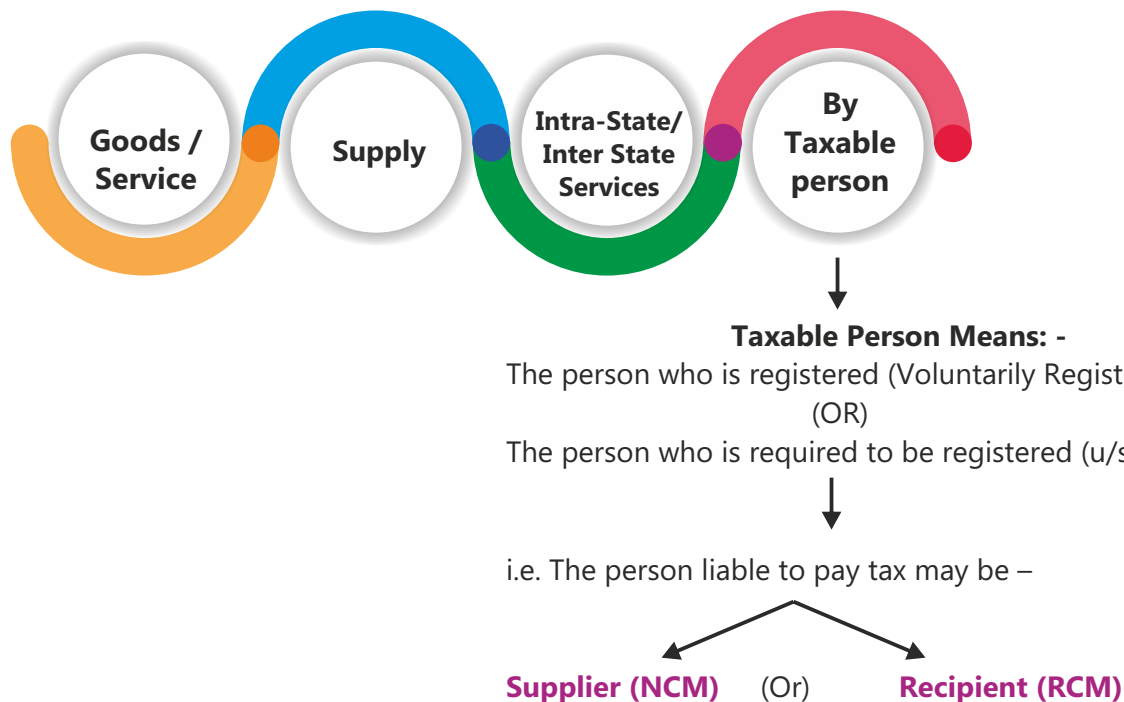 Goods /
Service
Supply
Intra-State/
Inter State
Services
By
Taxable
person
Taxable Person Means: -
The person who is registered (Voluntarily Regist
(OR)
The person who is required to be registered (u/s
i.e. The person liable to pay tax may be –
Supplier (NCM) (Or) Recipient (RCM)